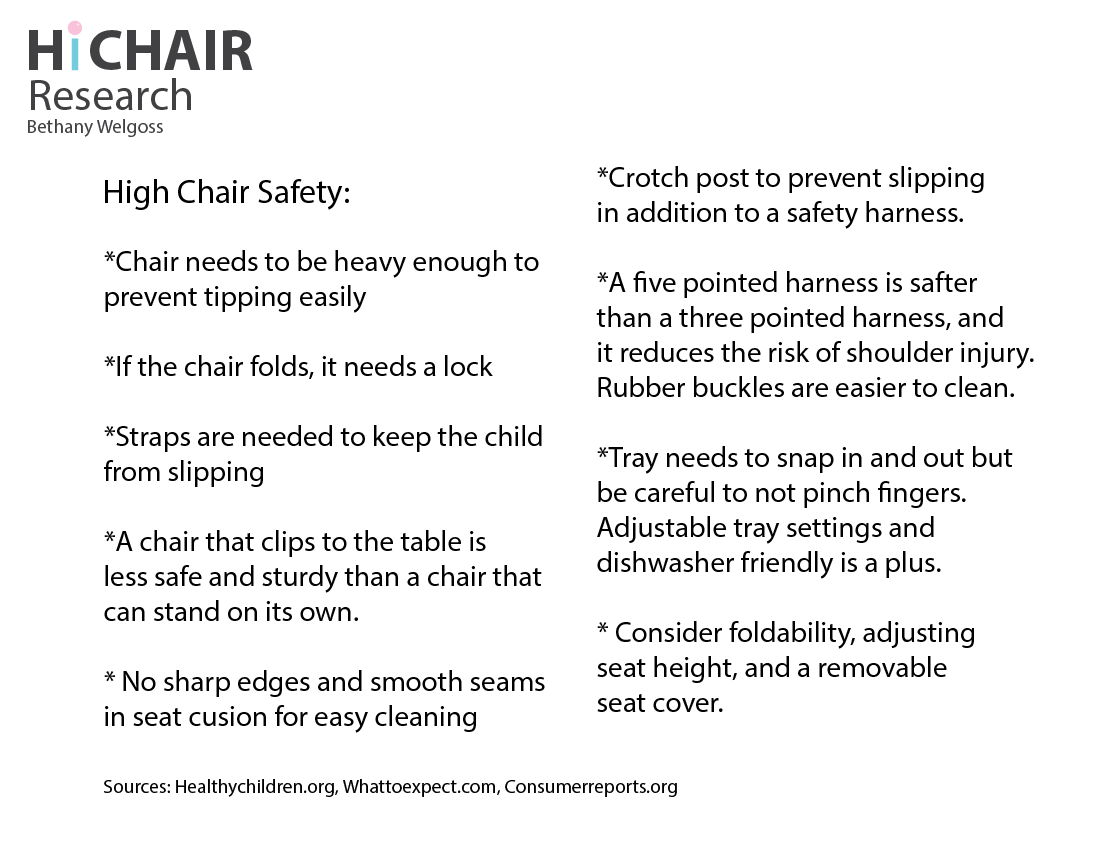 HiCHAIR
Research
Bethany Welgoss
High Chair Safety:
*Chair needs to be heavy enough to
prevent tipping easily
*If the chair folds, it needs a lock
*Straps are needed to keep the child
from slipping
*A chair that clips to the table is
less safe and sturdy than a chair that
can stand on its own.
* No sharp edges and smooth seams
in seat cusion for easy cleaning
*Crotch post to prevent slipping
in addition to a safety harness.
*A five pointed harness is safter
than a three pointed harness, and
it reduces the risk of shoulder injury.
Rubber buckles are easier to clean.
*Tray needs to snap in and out but
be careful to not pinch fingers.
Adjustable tray settings and
dishwasher friendly is a plus.
* Consider foldability, adjusting
seat height, and a removable
seat cover.
Sources: Healthychildren.org, Whattoexpect.com, Consumerreports.org